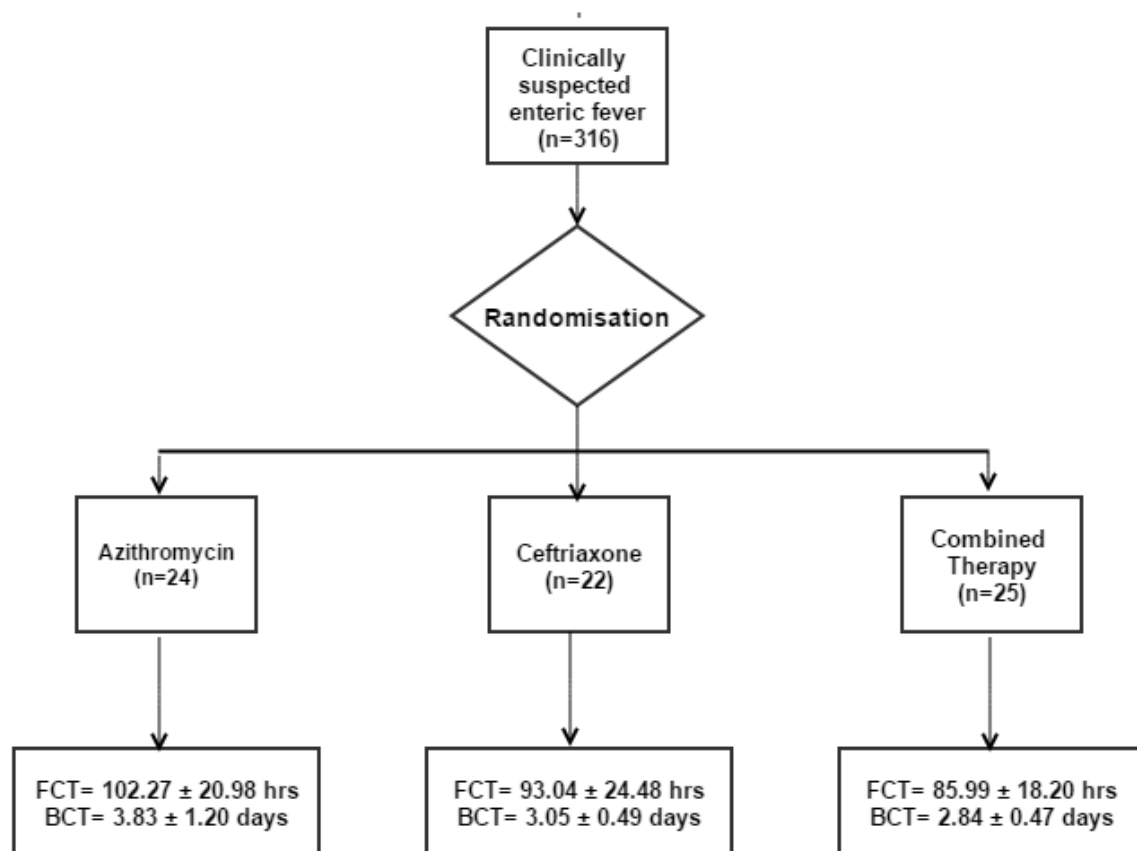 Clinically
suspected
enteric fever
(n=316)
Randomisation
Azithromycin
(n=24)
Ceftriaxone
(n=22)
Combined
Therapy
(n=25)
FCT= 102.27 ± 20.98 hrs
BCT= 3.83 ± 1.20 days
FCT= 93.04 ± 24.48 hrs
BCT= 3.05 ± 0.49 days
FCT= 85.99 ± 18.20 hrs
BCT= 2.84 ± 0.47 days